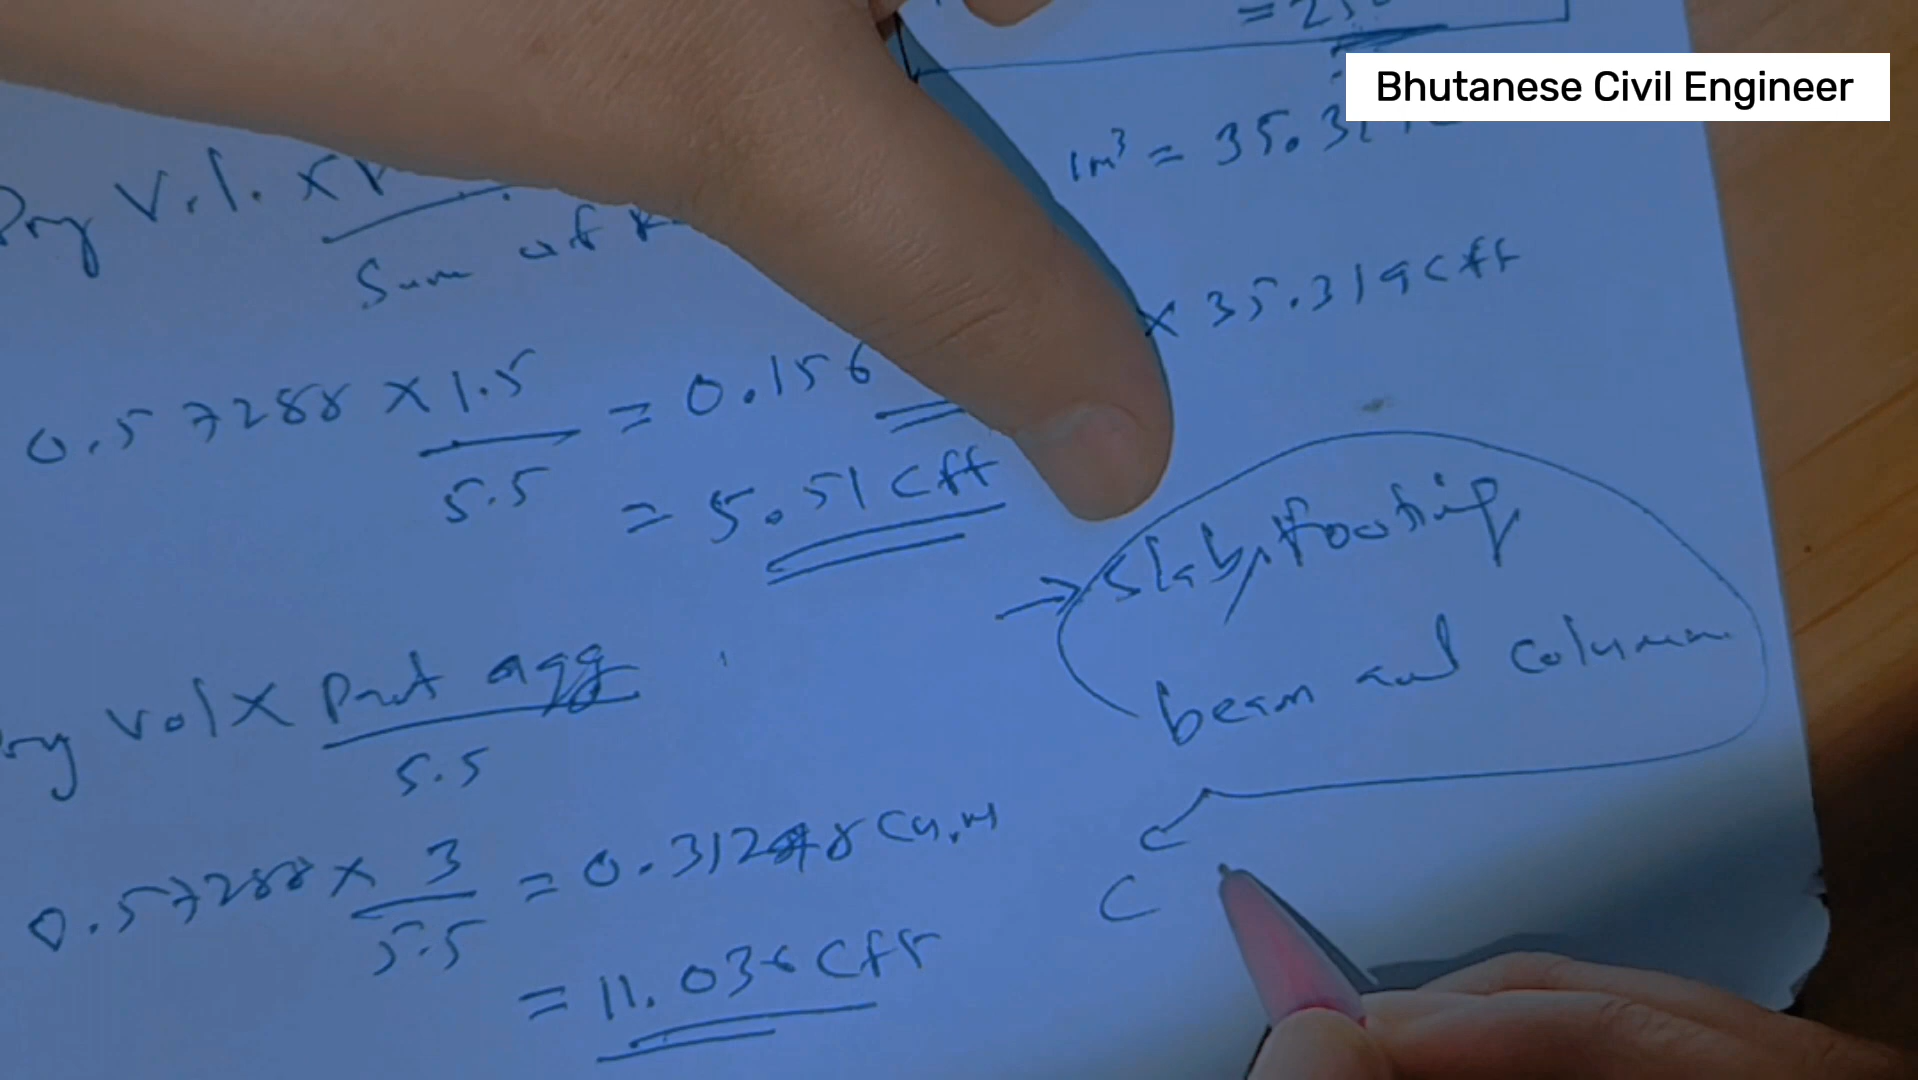 Bhutanese Civil Engineer
1m³ = 35.3
Dry Vol. ×
Sum of
× 35.319 cft
0.57288 × 1.5
5.5
= 0.156
= 5.51 cft
Slab, footing
beam and column
Vol × Part agg
5.5
0.57288 × 3
5.5
= 0.31248 cu.m
= 11.036 cft
C